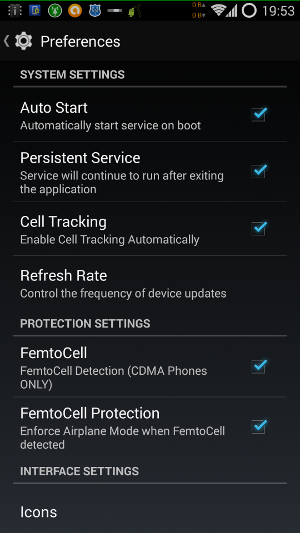 19:53
Preferences
SYSTEM SETTINGS
Auto Start
Automatically start service on boot
Persistent Service
Service will continue to run after exiting
the application
Cell Tracking
Enable Cell Tracking Automatically
Refresh Rate
Control the frequency of device updates
PROTECTION SETTINGS
FemtoCell
FemtoCell Detection (CDMA Phones
ONLY)
FemtoCell Protection
Enforce Airplane Mode when FemtoCell
detected
INTERFACE SETTINGS
Icons